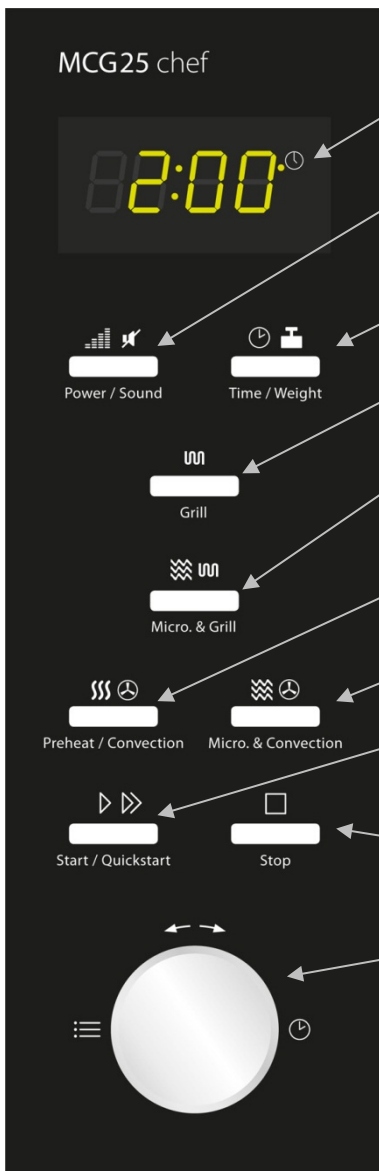 MCG25 chef
2:00
Power / Sound
Time / Weight
Grill
Micro. & Grill
Preheat / Convection
Micro. & Convection
Start / Quickstart
Stop